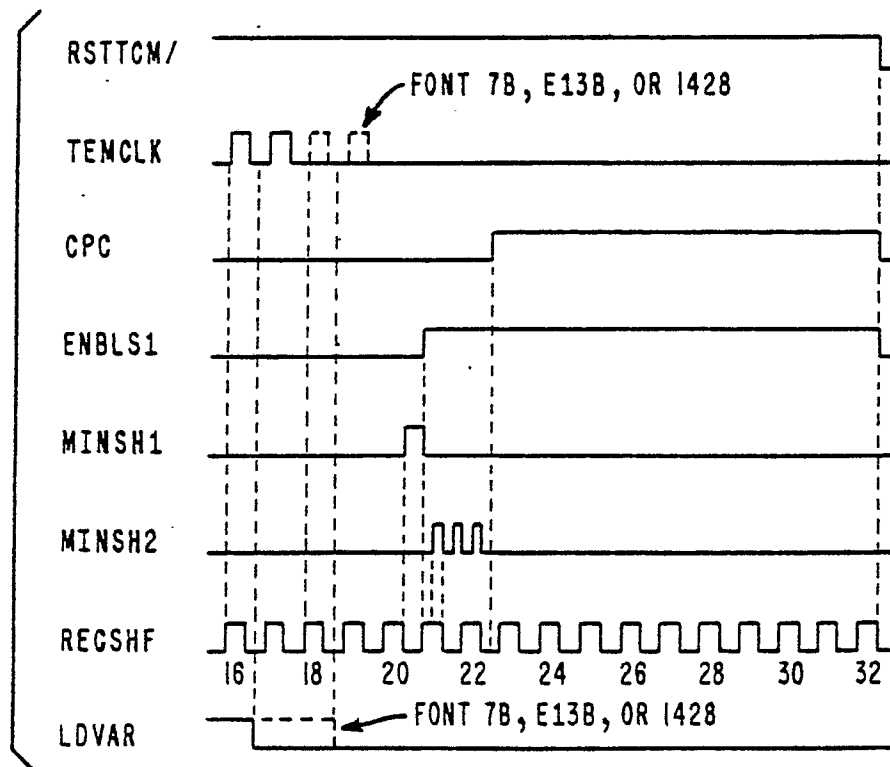 RSTTCM/
FONT 7B, E13B, OR 1428
TEMCLK
CPC
ENBLS1
MINSH1
MINSH2
REGSHF
16 18 20 22 24 26 28 30 32
FONT 7B, E13B, OR 1428
LDVAR